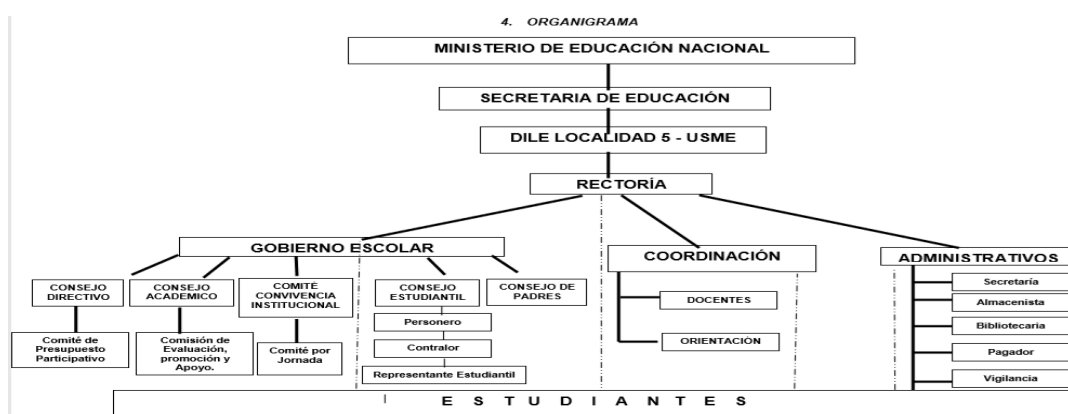 4. ORGANIGRAMA
MINISTERIO DE EDUCACIÓN NACIONAL
SECRETARIA DE EDUCACIÓN
DILE LOCALIDAD 5 - USME
RECTORÍA
GOBIERNO ESCOLAR
COORDINACIÓN
ADMINISTRATIVOS
CONSEJO
DIRECTIVO
CONSEJO
ACADEMICO
COMITÉ
CONVIVENCIA
INSTITUCIONAL
CONSEJO
ESTUDIANTIL
CONSEJO DE
PADRES
DOCENTES
ORIENTACIÓN
Secretaría
Almacenista
Bibliotecaria
Pagador
Vigilancia
Comité de
Presupuesto
Participativo
Comisión de
Evaluación,
promoción y
Apoyo.
Comité por
Jornada
Personero
Contralor
Representante Estudiantil
E S T U D I A N T E S